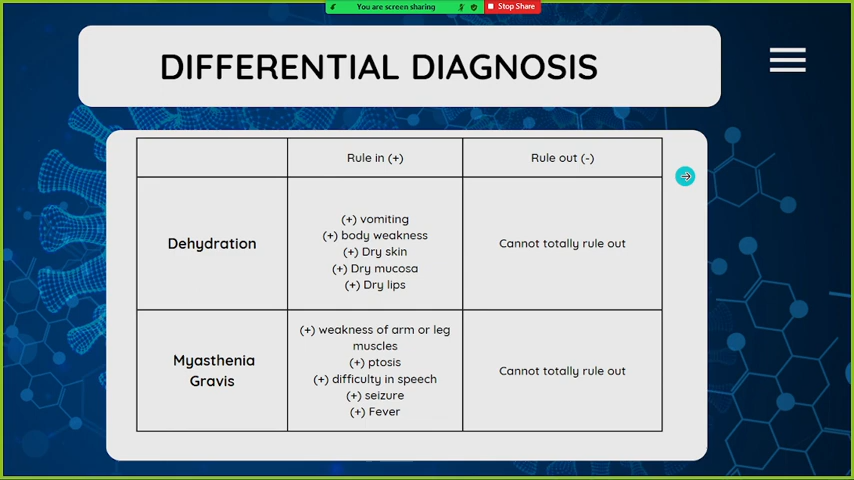 You are screen sharing
Stop Share
DIFFERENTIAL DIAGNOSIS
Rule in (+)
Rule out (-)
Dehydration
(+) vomiting
(+) body weakness
(+) Dry skin
(+) Dry mucosa
(+) Dry lips
Cannot totally rule out
Myasthenia
Gravis
(+) weakness of arm or leg
muscles
(+) ptosis
(+) difficulty in speech
(+) seizure
(+) Fever
Cannot totally rule out